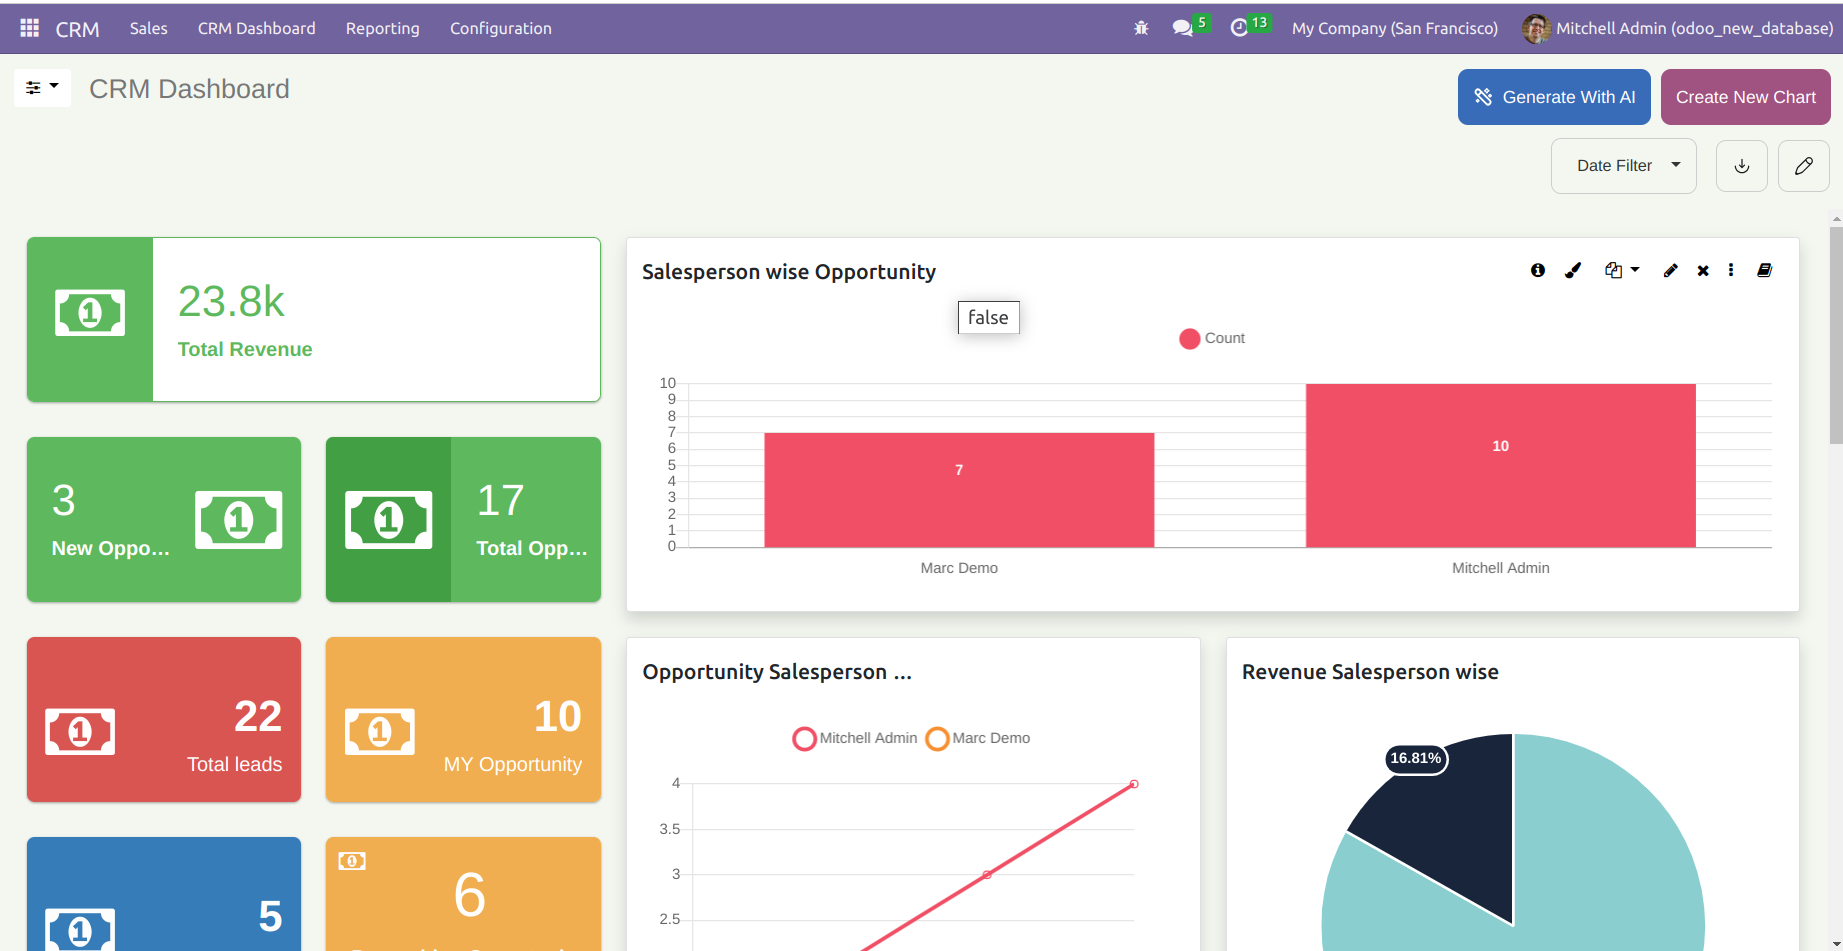 CRM Sales CRM Dashboard Reporting Configuration 5 13 My Company (San Francisco) Mitchell Admin (odoo_new_database)
CRM Dashboard
Generate With AI Create New Chart
Date Filter
23.8k
Total Revenue
3
New Oppo...
17
Total Opp...
22
Total leads
10
MY Opportunity
5
6
Salesperson wise Opportunity
false
Count
10
9
8
7
6
5
4
3
2
1
0
7
10
Marc Demo Mitchell Admin
Opportunity Salesperson ...
Mitchell Admin Marc Demo
4
3.5
3
2.5
Revenue Salesperson wise
16.81%